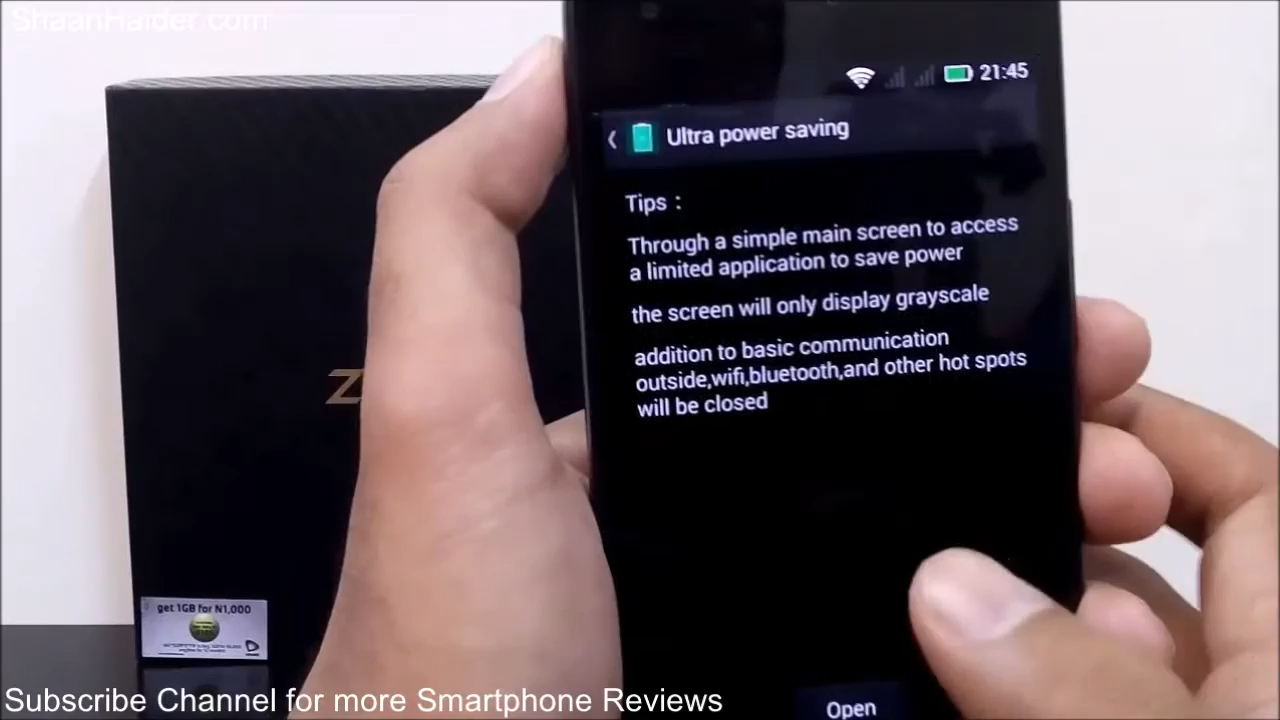 ShaanHaider.com
21:45
Ultra power saving
Tips :
Through a simple main screen to access
a limited application to save power
the screen will only display grayscale
addition to basic communication
outside,wifi,bluetooth,and other hot spots
will be closed
Z
get 1GB for N1,000
Open
Subscribe Channel for more Smartphone Reviews